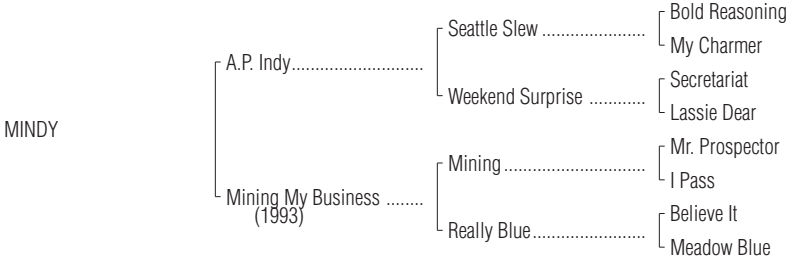 Bold Reasoning
Seattle Slew ......................
My Charmer
A.P. Indy............................
Secretariat
Weekend Surprise ............
Lassie Dear
MINDY
Mr. Prospector
Mining..............................
I Pass
Mining My Business ........
(1993)
Believe It
Really Blue........................
Meadow Blue